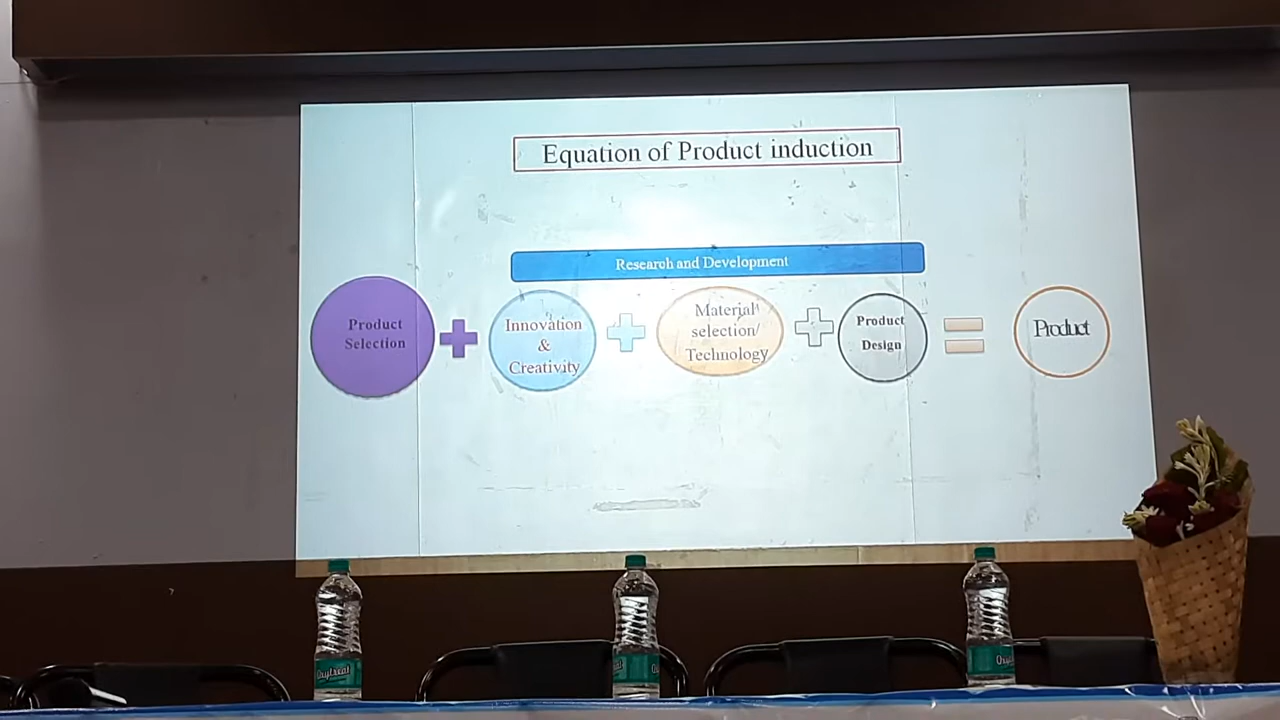 Equation of Product induction
Research and Development
Product
Selection
Innovation
&
Creativity
Material
selection/
Technology
Product
Design
Product